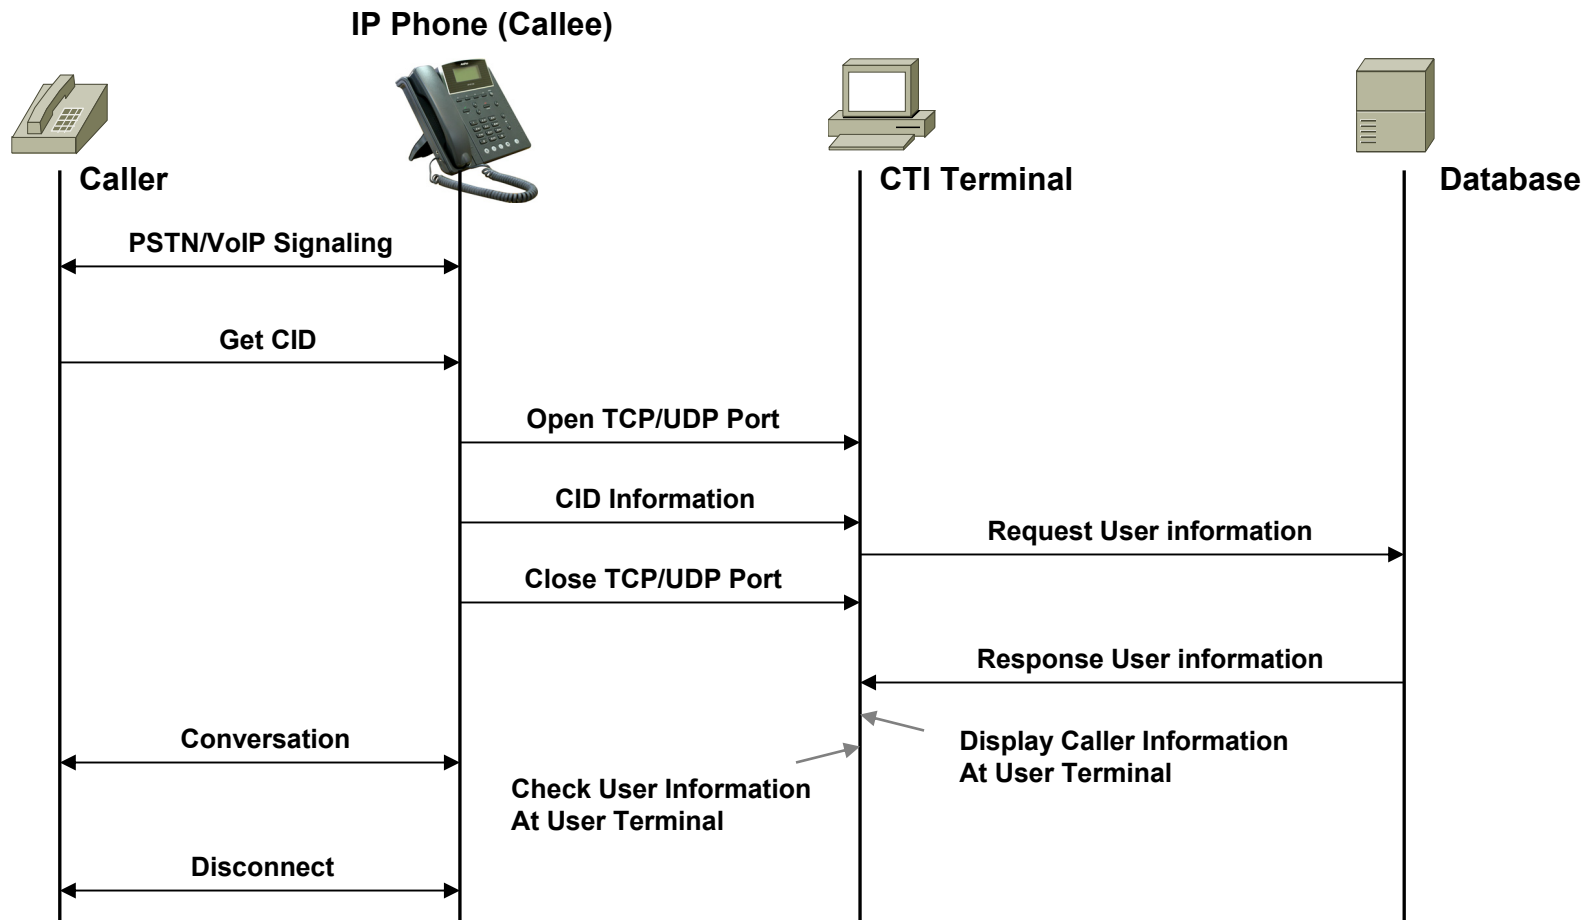 IP Phone (Callee)
Caller
CTI Terminal
Database
PSTN/VoIP Signaling
Get CID
Open TCP/UDP Port
CID Information
Request User information
Close TCP/UDP Port
Response User information
Conversation
Display Caller Information
At User Terminal
Check User Information
At User Terminal
Disconnect